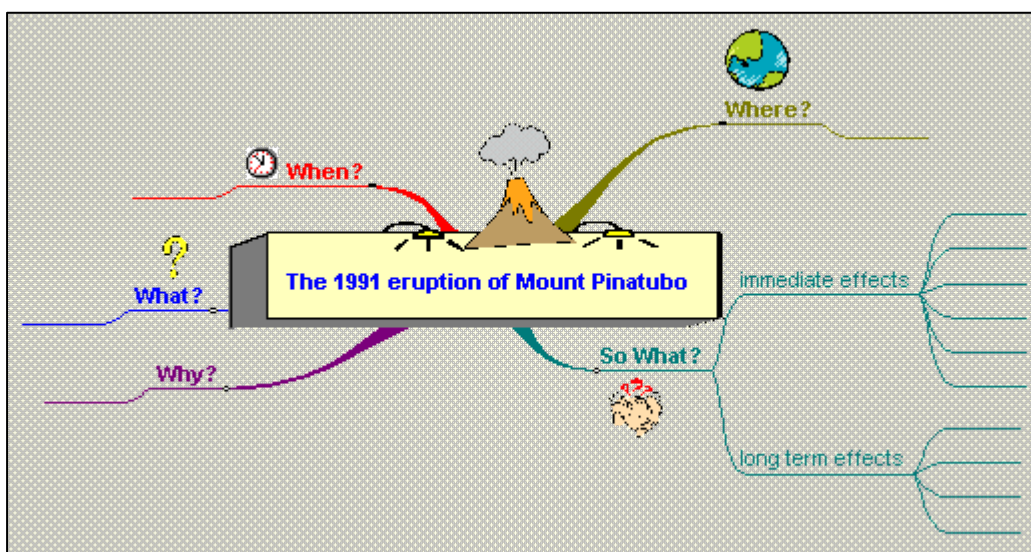 Where?
When?
The 1991 eruption of Mount Pinatubo
immediate effects
What?
So What?
Why?
long term effects